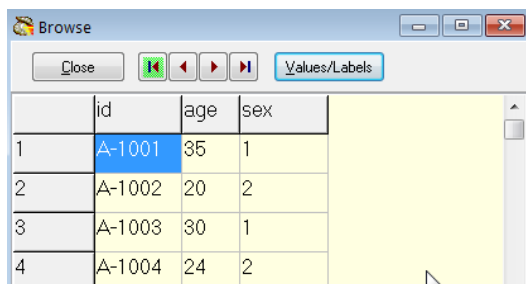 Browse
Close Values/Labels
id age sex
1 A-1001 35 1
2 A-1002 20 2
3 A-1003 30 1
4 A-1004 24 2